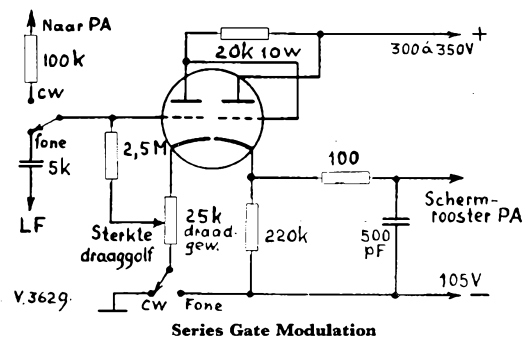 Naar PA
20k 10W
+
300 á 350V
100k
CW
fone
2,5M
5k
100
LF
Sterkte
draaggolf
25k
draad-
gew.
220k
500
pF
Scherm-
rooster PA
V.3629.
CW
Fone
105V
−
Series Gate Modulation